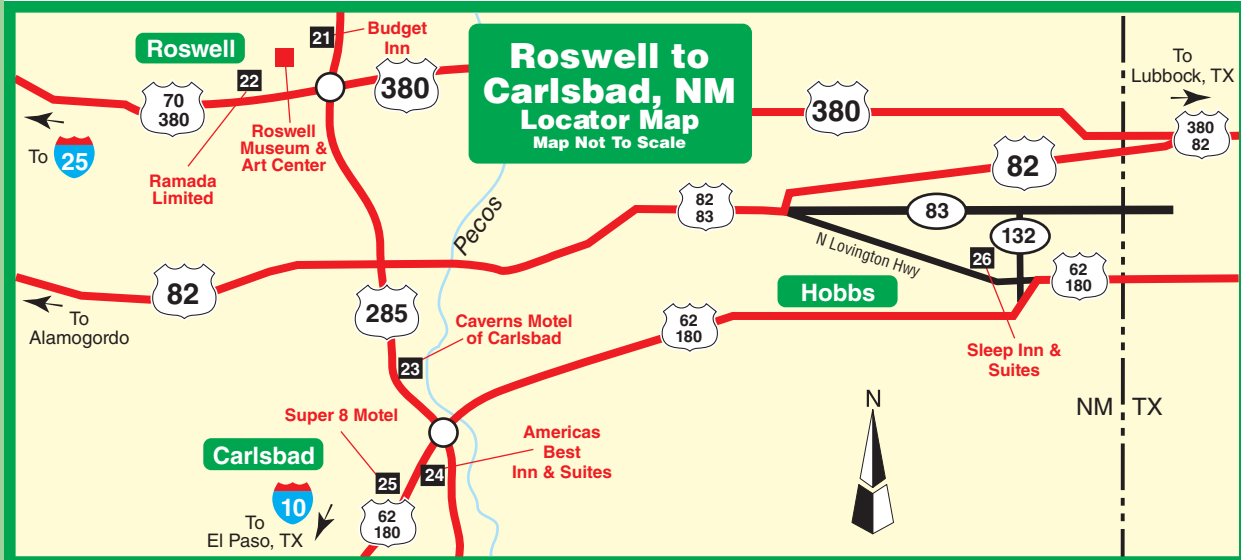 Roswell
21
Budget
Inn
22
70
380
380
Roswell
Museum &
Art Center
Ramada
Limited
To
25
Roswell to
Carlsbad, NM
Locator Map
Map Not To Scale
380
To
Lubbock, TX
380
82
82
82
83
83
132
N Lovington Hwy
26
62
180
Hobbs
Sleep Inn &
Suites
Pecos
82
To
Alamogordo
285
Caverns Motel
of Carlsbad
23
62
180
Super 8 Motel
Americas
Best
Inn & Suites
Carlsbad
25
24
10
To
El Paso, TX
62
180
N
NM
TX